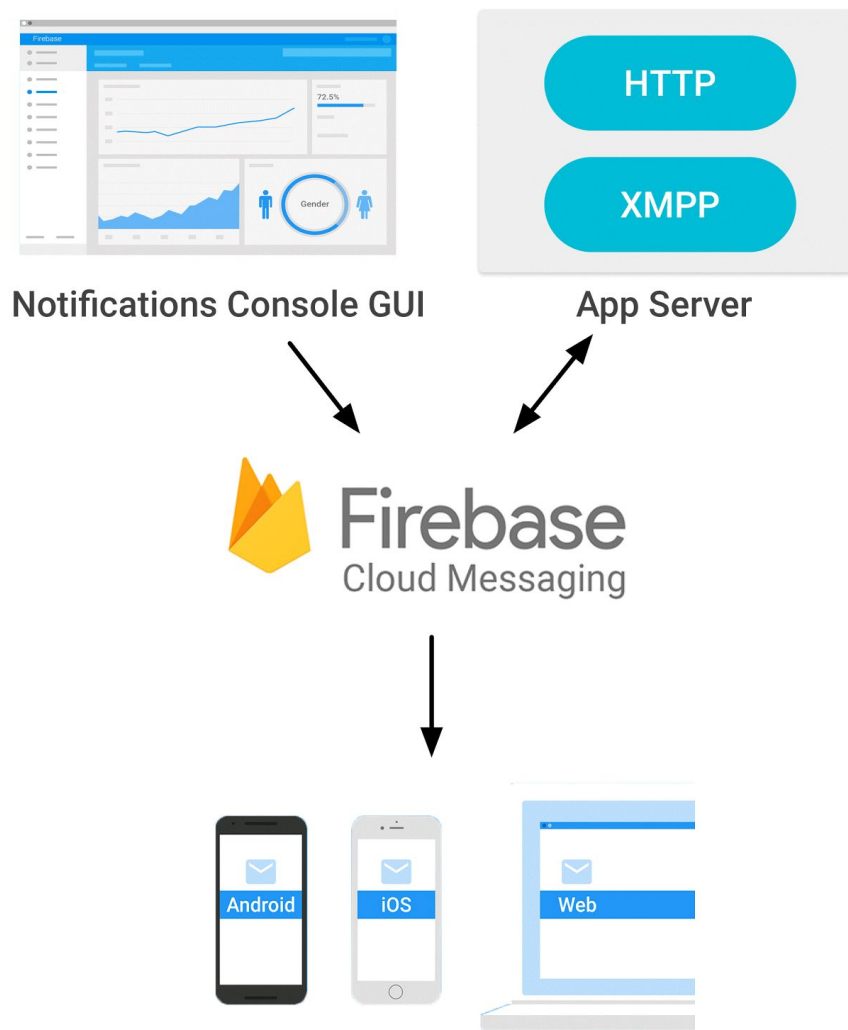 Firebase
72.5%
Gender
HTTP
XMPP
Notifications Console GUI
App Server
Firebase
Cloud Messaging
Android
iOS
Web